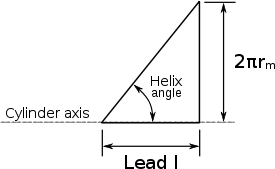 Helix
angle
2πrm
Cylinder axis
Lead l